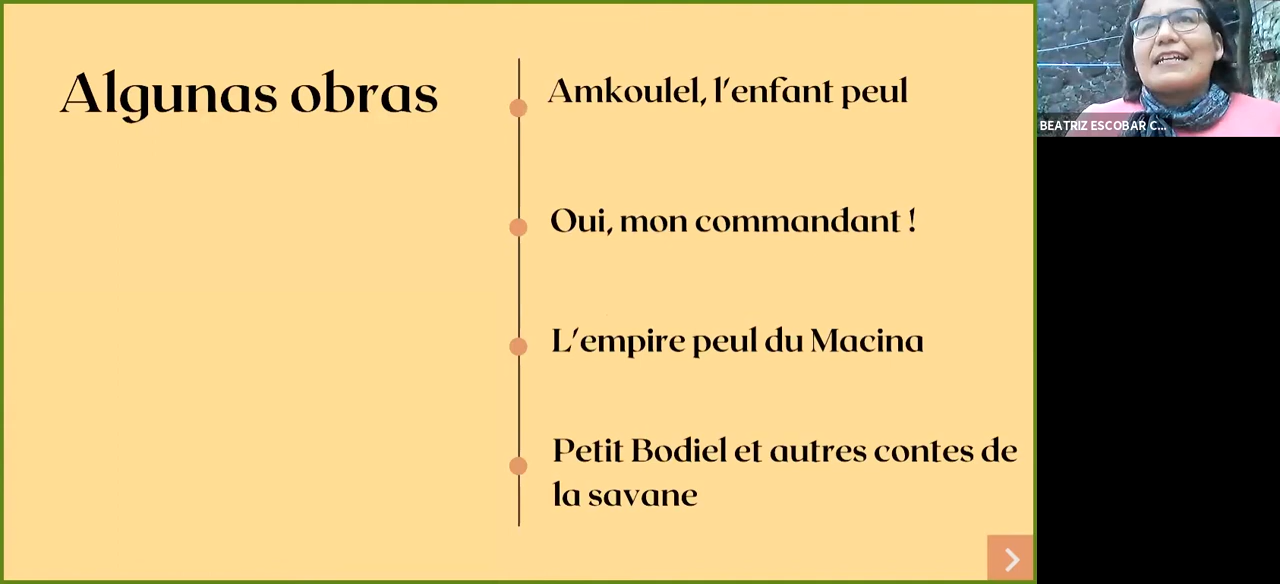 Algunas obras
Amkoulel, l'enfant peul
Oui, mon commandant !
L'empire peul du Macina
Petit Bodiel et autres contes de
la savane
BEATRIZ ESCOBAR C...